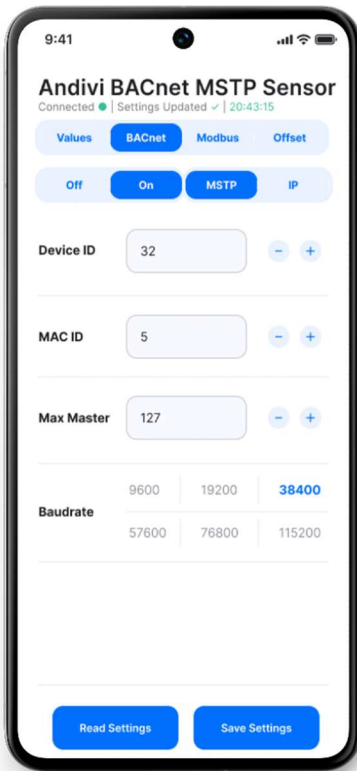 9:41
Andivi BACnet MSTP Sensor
Connected ● | Settings Updated ✓ | 20:43:15
Values BACnet Modbus Offset
Off On MSTP IP
Device ID 32 − +
MAC ID 5 − +
Max Master 127 − +
9600 19200 38400
Baudrate
57600 76800 115200
Read Settings Save Settings